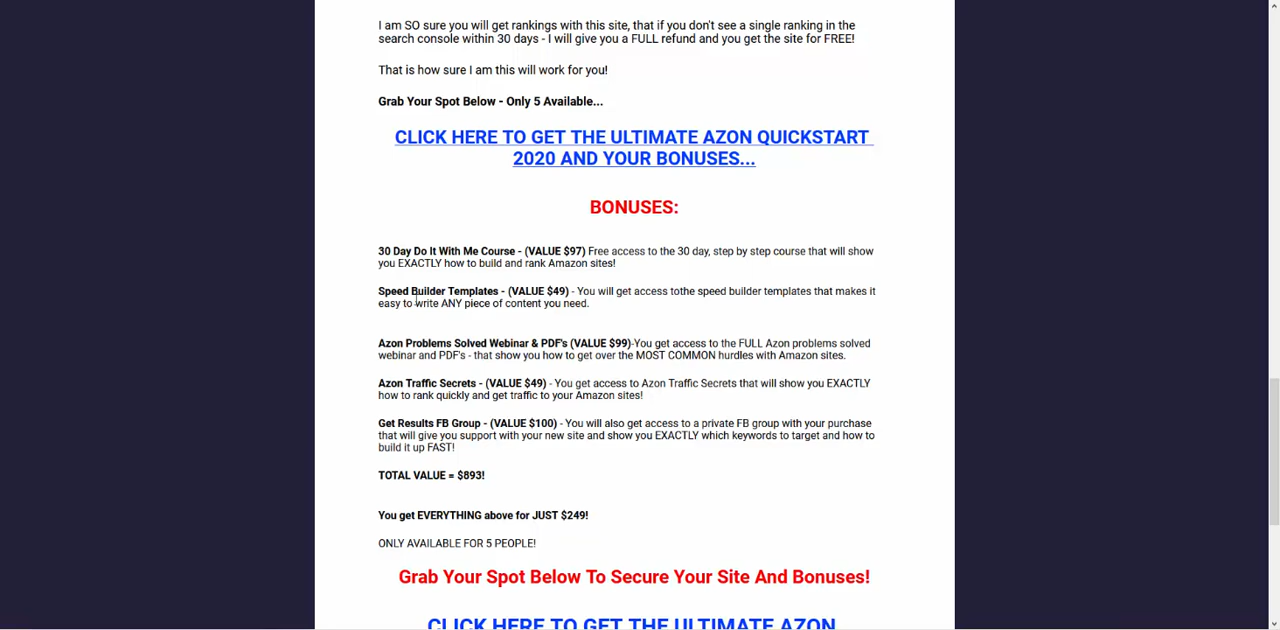 I am SO sure you will get rankings with this site, that if you don't see a single ranking in the
search console within 30 days - I will give you a FULL refund and you get the site for FREE!
That is how sure I am this will work for you!
Grab Your Spot Below - Only 5 Available...
CLICK HERE TO GET THE ULTIMATE AZON QUICKSTART
2020 AND YOUR BONUSES...
BONUSES:
30 Day Do It With Me Course - (VALUE $97) Free access to the 30 day, step by step course that will show
you EXACTLY how to build and rank Amazon sites!
Speed Builder Templates - (VALUE $49) - You will get access tothe speed builder templates that makes it
easy to write ANY piece of content you need.
Azon Problems Solved Webinar & PDF's (VALUE $99)-You get access to the FULL Azon problems solved
webinar and PDF's - that show you how to get over the MOST COMMON hurdles with Amazon sites.
Azon Traffic Secrets - (VALUE $49) - You get access to Azon Traffic Secrets that will show you EXACTLY
how to rank quickly and get traffic to your Amazon sites!
Get Results FB Group - (VALUE $100) - You will also get access to a private FB group with your purchase
that will give you support with your new site and show you EXACTLY which keywords to target and how to
build it up FAST!
TOTAL VALUE = $893!
You get EVERYTHING above for JUST $249!
ONLY AVAILABLE FOR 5 PEOPLE!
Grab Your Spot Below To Secure Your Site And Bonuses!
CLICK HERE TO GET THE ULTIMATE AZON